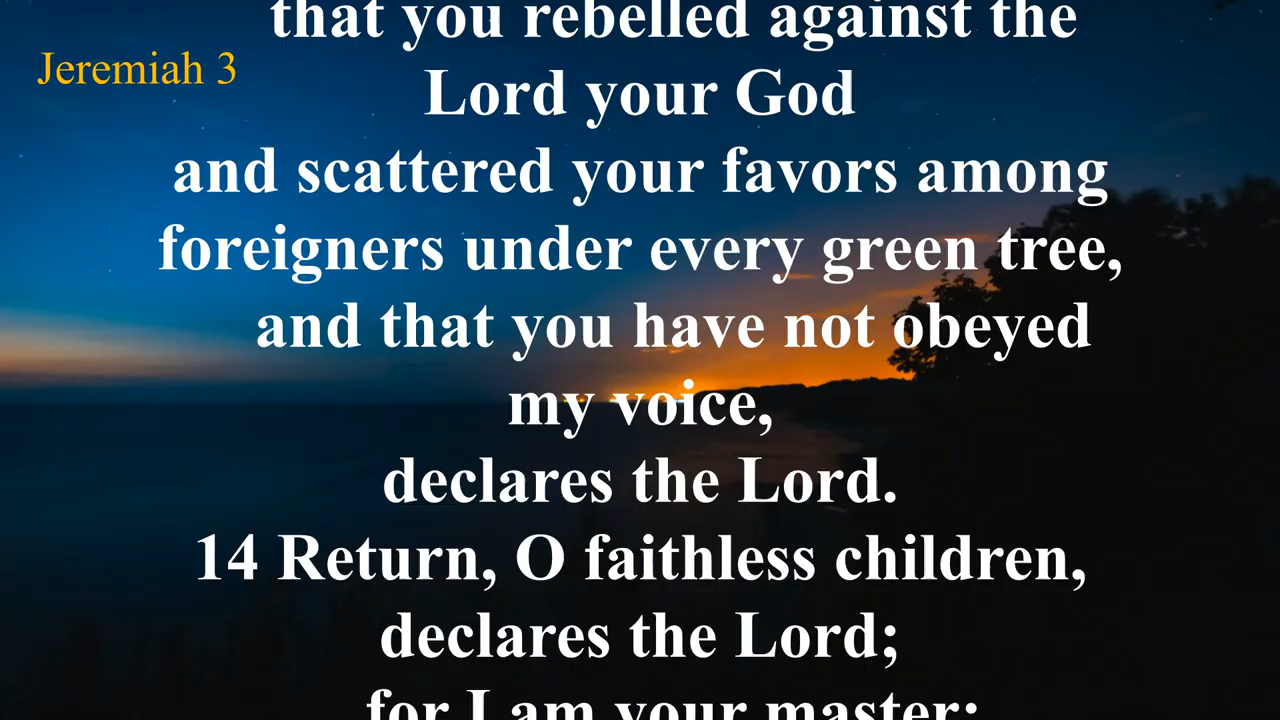 that you rebelled against the
Jeremiah 3
Lord your God
and scattered your favors among
foreigners under every green tree,
and that you have not obeyed
my voice,
declares the Lord.
14 Return, O faithless children,
declares the Lord;
for I am your master;